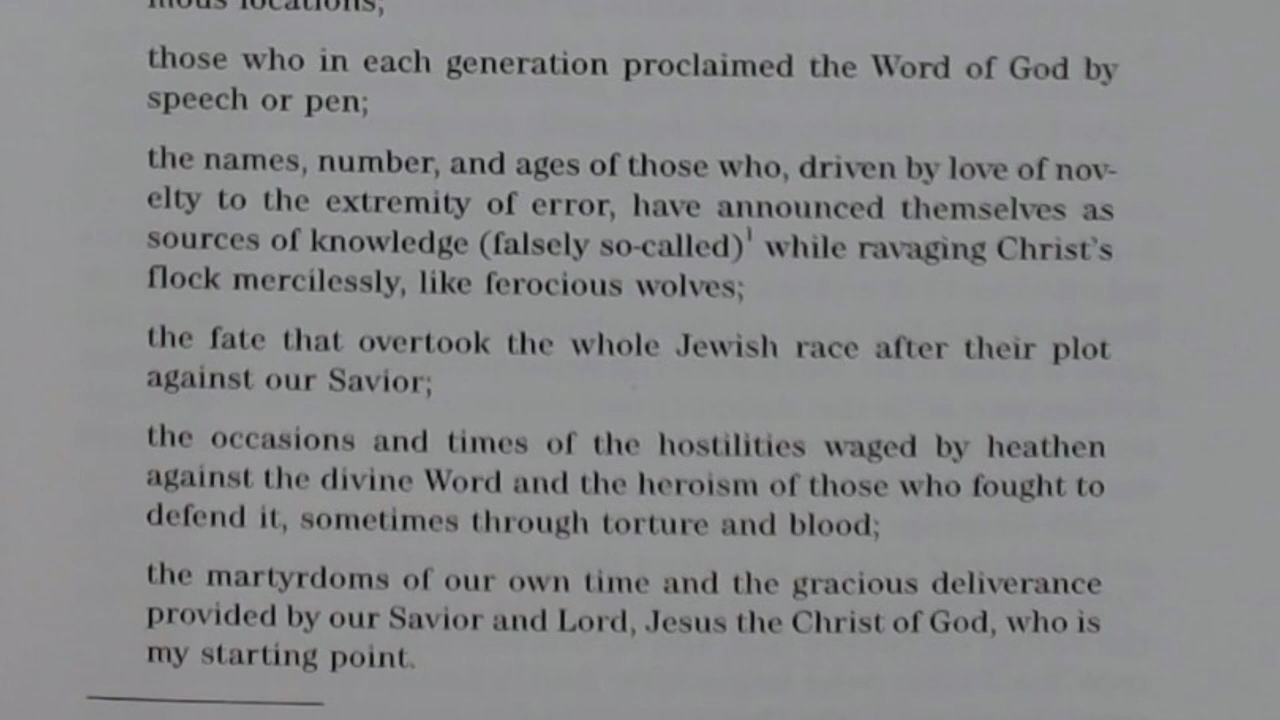 locations;
those who in each generation proclaimed the Word of God by
speech or pen;
the names, number, and ages of those who, driven by love of nov-
elty to the extremity of error, have announced themselves as
sources of knowledge (falsely so-called)¹ while ravaging Christ's
flock mercilessly, like ferocious wolves;
the fate that overtook the whole Jewish race after their plot
against our Savior;
the occasions and times of the hostilities waged by heathen
against the divine Word and the heroism of those who fought to
defend it, sometimes through torture and blood;
the martyrdoms of our own time and the gracious deliverance
provided by our Savior and Lord, Jesus the Christ of God, who is
my starting point.